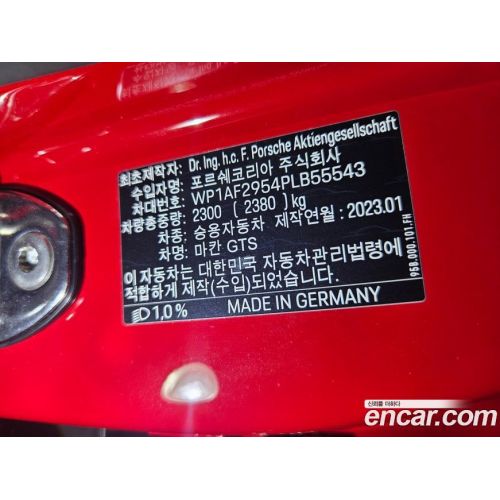 최초제작자: Dr. Ing. h.c. F. Porsche Aktiengesellschaft
수입자명: 포르쉐코리아 주식회사
차대번호: WP1AF2954PLB55543
차량총중량: 2300 ( 2380 ) kg
차종: 승용자동차 제작연월: 2023.01
차명: 마칸 GTS
이 자동차는 대한민국 자동차관리법령에
적합하게 제작(수입)되었습니다.
1,0 % MADE IN GERMANY
958.000.101.FH
신뢰를 더하다
encar.com